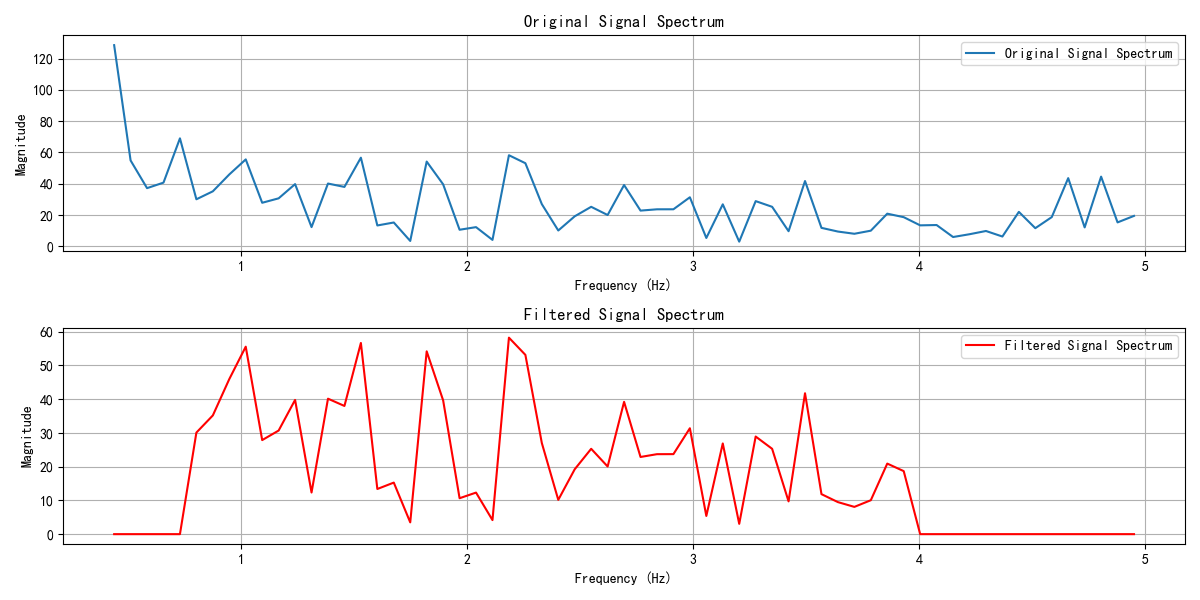 Original Signal Spectrum
Original Signal Spectrum
120
100
80
60
40
20
0
Magnitude
1 2 3 4 5
Frequency (Hz)
Filtered Signal Spectrum
Filtered Signal Spectrum
60
50
40
30
20
10
0
Magnitude
1 2 3 4 5
Frequency (Hz)